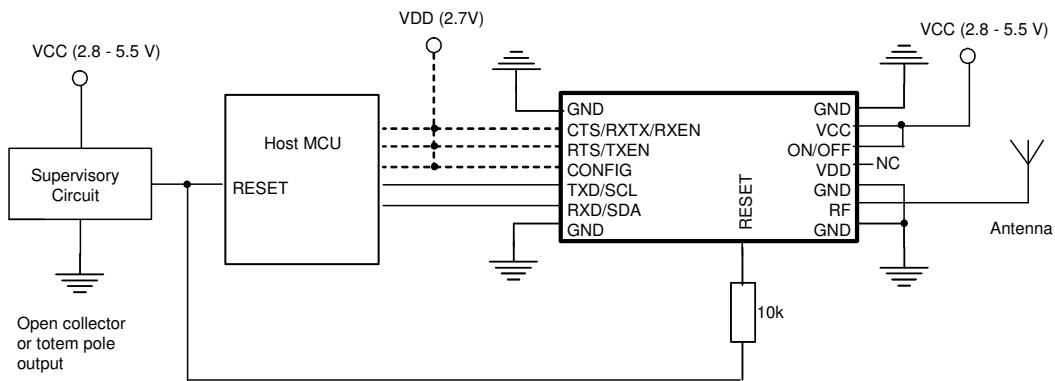 VDD (2.7V)
VCC (2.8 - 5.5 V)
VCC (2.8 - 5.5 V)
Host MCU
RESET
Supervisory
Circuit
Open collector
or totem pole
output
GND
CTS/RXTX/RXEN
RTS/TXEN
CONFIG
TXD/SCL
RXD/SDA
GND
RESET
GND
VCC
ON/OFF
VDD
NC
GND
RF
GND
Antenna
10k